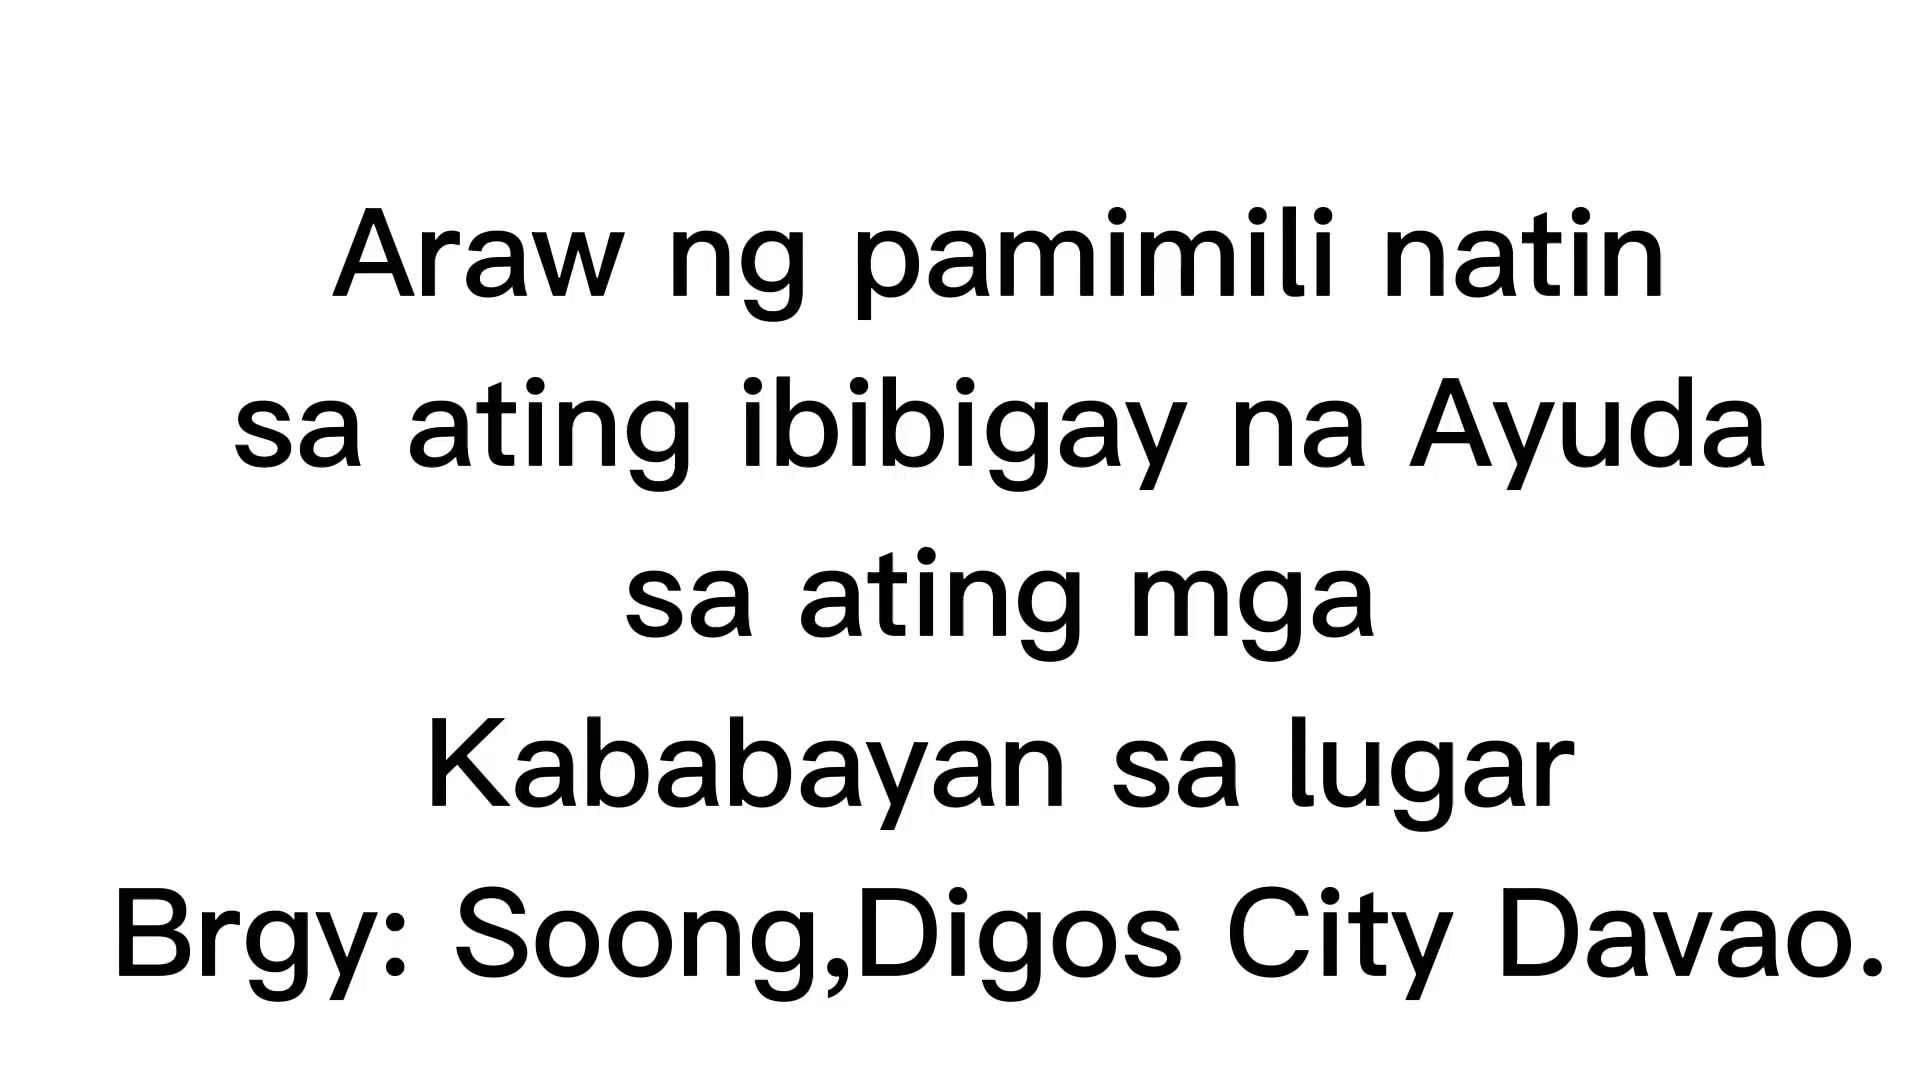 Araw ng pamimili natin
sa ating ibibigay na Ayuda
sa ating mga
Kababayan sa lugar
Brgy: Soong,Digos City Davao.